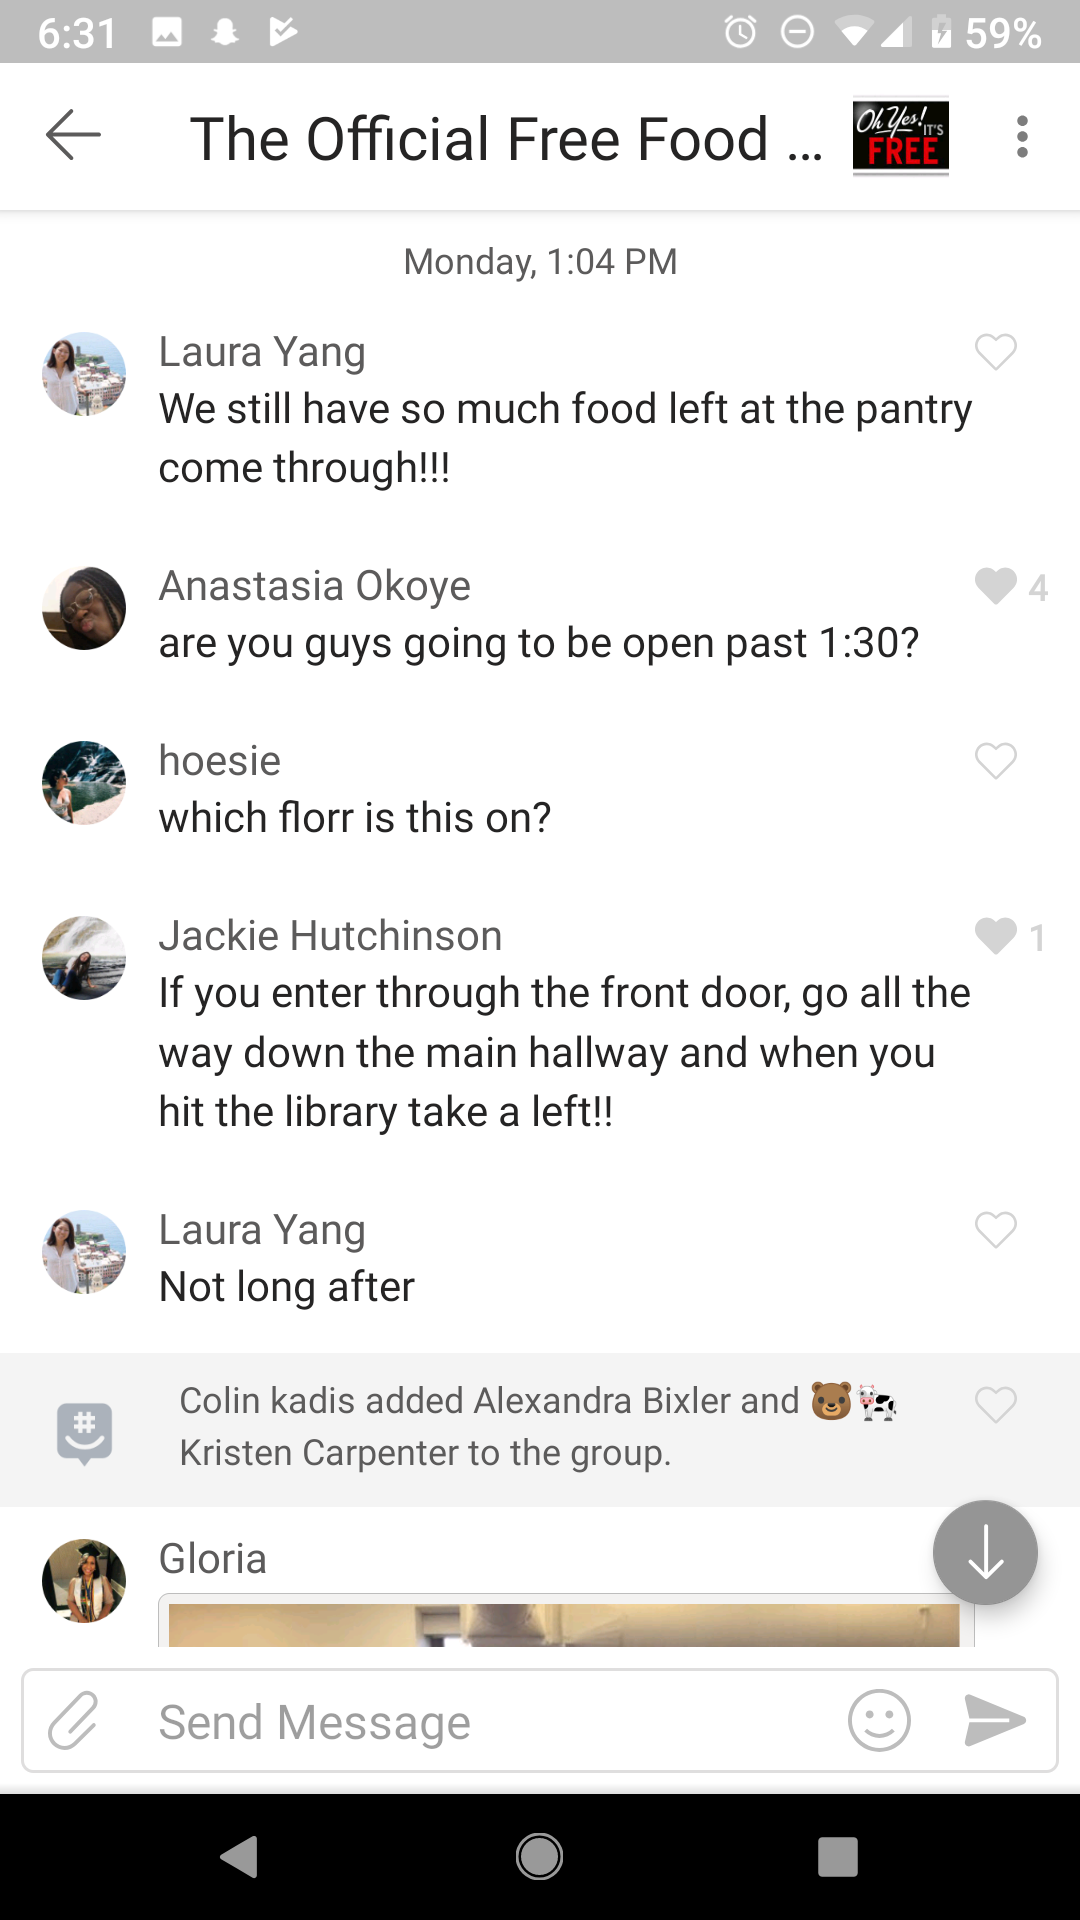 6:31 59%
The Official Free Food ...
Oh Yes! IT'S
FREE
Monday, 1:04 PM
Laura Yang
We still have so much food left at the pantry
come through!!!
Anastasia Okoye 4
are you guys going to be open past 1:30?
hoesie
which florr is this on?
Jackie Hutchinson 1
If you enter through the front door, go all the
way down the main hallway and when you
hit the library take a left!!
Laura Yang
Not long after
Colin kadis added Alexandra Bixler and 🐻🐄
Kristen Carpenter to the group.
Gloria
Send Message